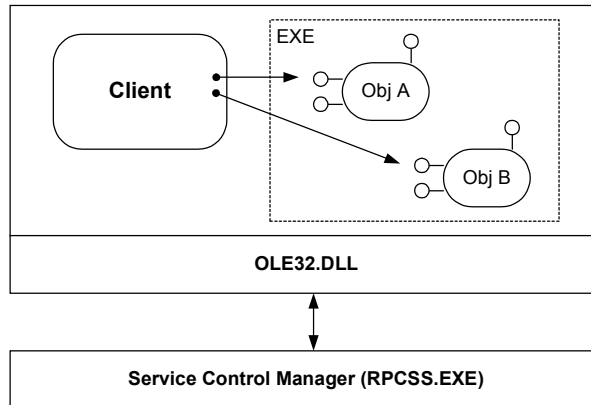 EXE
Client
Obj A
Obj B
OLE32.DLL
Service Control Manager (RPCSS.EXE)